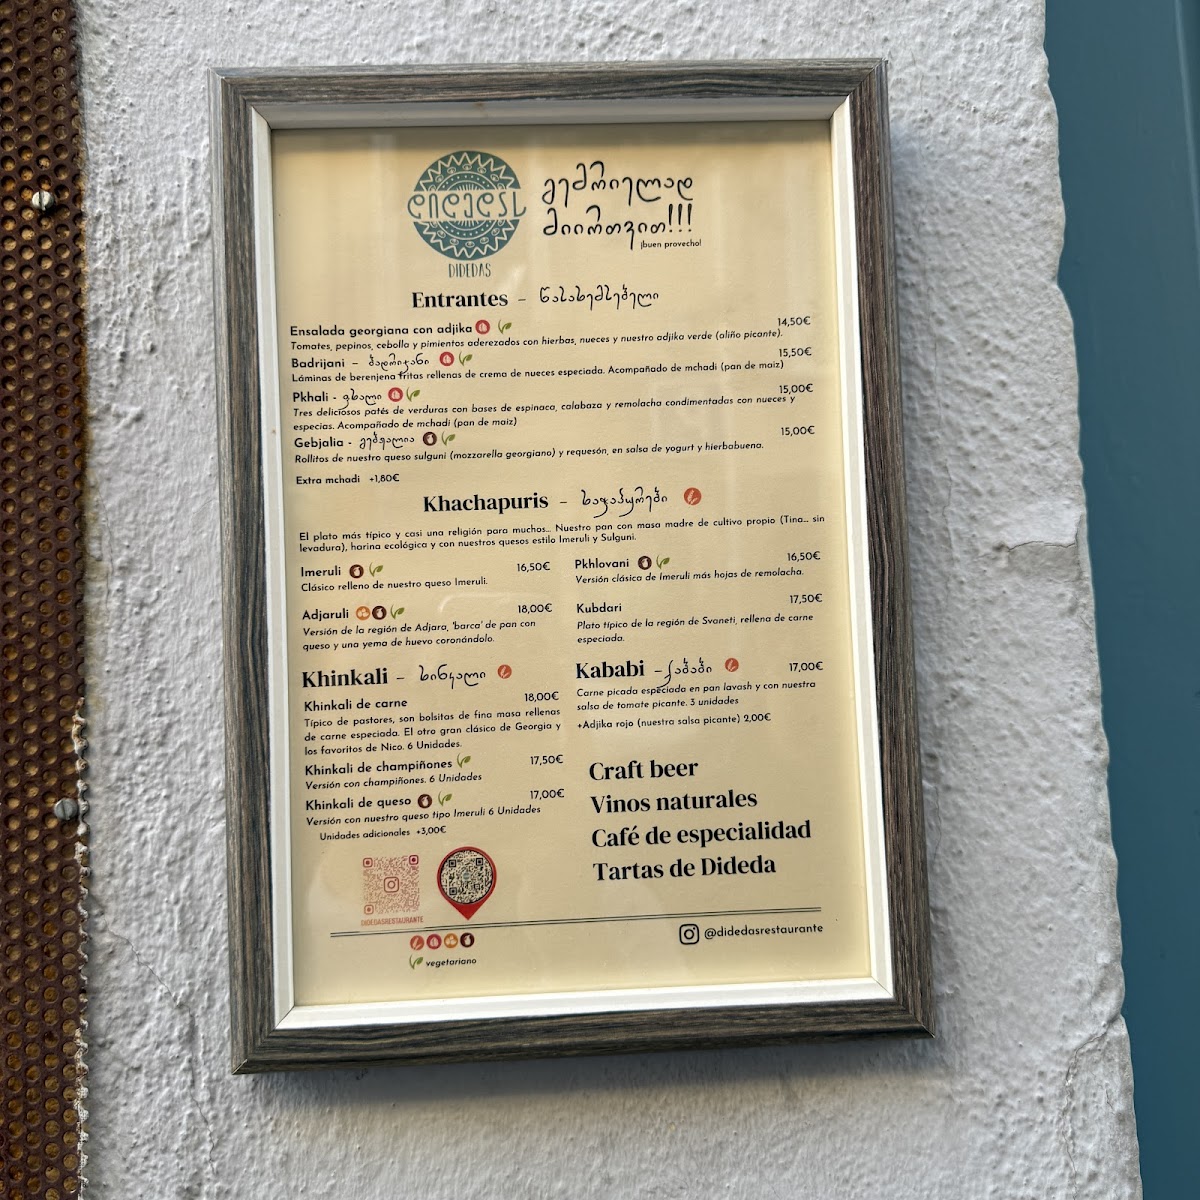 დიდედას
DIDEDAS
გემრიელად
მიირთვით!!!
¡buen provecho!
Entrantes - წასახემსებელი
Ensalada georgiana con adjika 14,50€
Tomates, pepinos, cebolla y pimientos aderezados con hierbas, nueces y nuestro adjika verde (aliño picante).
Badrijani - ბადრიჯანი 15,50€
Láminas de berenjena fritas rellenas de crema de nueces especiada. Acompañado de mchadi (pan de maiz)
Pkhali - ფხალი 15,00€
Tres deliciosos patés de verduras con bases de espinaca, calabaza y remolacha condimentadas con nueces y
especias. Acompañado de mchadi (pan de maiz)
Gebjalia - გებჟალია 15,00€
Rollitos de nuestro queso sulguni (mozzarella georgiano) y requesón, en salsa de yogurt y hierbabuena.
Extra mchadi +1,80€
Khachapuris - ხაჭაპურები
El plato más típico y casi una religión para muchos... Nuestro pan con masa madre de cultivo propio (Tina... sin
levadura), harina ecológica y con nuestros quesos estilo Imeruli y Sulguni.
Imeruli 16,50€
Clásico relleno de nuestro queso Imeruli.
Adjaruli 18,00€
Versión de la región de Adjara, 'barca' de pan con
queso y una yema de huevo coronándolo.
Pkhlovani 16,50€
Versión clásica de Imeruli más hojas de remolacha.
Kubdari 17,50€
Plato típico de la región de Svaneti, rellena de carne
especiada.
Khinkali - ხინკალი
Khinkali de carne 18,00€
Típico de pastores, son bolsitas de fina masa rellenas
de carne especiada. El otro gran clásico de Georgia y
los favoritos de Nico. 6 Unidades.
Khinkali de champiñones 17,50€
Versión con champiñones. 6 Unidades
Khinkali de queso 17,00€
Versión con nuestro queso tipo Imeruli 6 Unidades
Unidades adicionales +3,00€
Kababi - ქაბაბი 17,00€
Carne picada especiada en pan lavash y con nuestra
salsa de tomate picante. 3 unidades
+Adjika rojo (nuestra salsa picante) 2,00€
Craft beer
Vinos naturales
Café de especialidad
Tartas de Dideda
DIDEDASRESTAURANTE
@didedasrestaurante
vegetariano